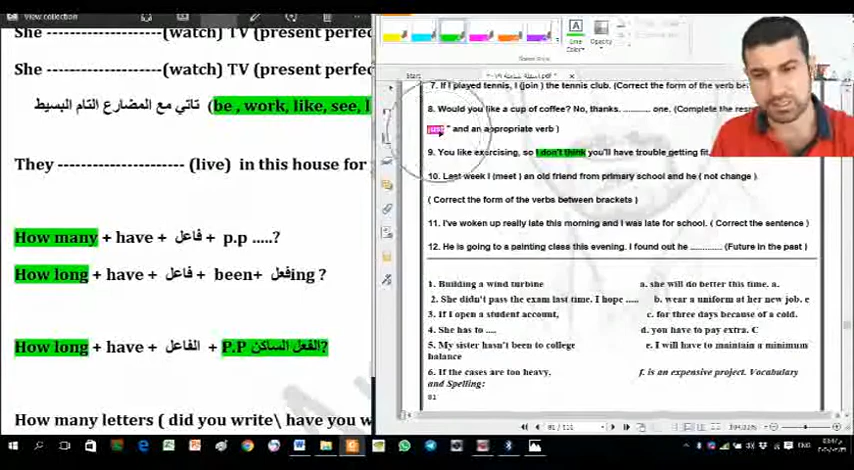 View collection
She --------------------(watch) TV (present perfec
She --------------------(watch) TV (present perfec
تاتي مع المضارع التام البسيط (be , work, like, see,
They ---------------------- (live) in this house for
How many + have + فاعل + p.p .....?
How long + have + فاعل + been+ فعلing ?
How long + have + الفاعل + P.P الفعل الساكن?
How many letters ( did you write\ have you w
Line Color
Opacity
Start
7. If I played tennis, I (join ) the tennis club. (Correct the form of the verb be
8. Would you like a cup of coffee? No, thanks. .......... one. (Complete the res
just " and an appropriate verb )
9. You like exercising, so I don't think you'll have trouble getting fit.
10. Last week I (meet ) an old friend from primary school and he ( not change ).
( Correct the form of the verbs between brackets )
11. I've woken up really late this morning and I was late for school. ( Correct the sentence )
12. He is going to a painting class this evening. I found out he ............ (Future in the past )
1. Building a wind turbine a. she will do better this time. a.
2. She didn't pass the exam last time. I hope ..... b. wear a uniform at her new job. e
3. If I open a student account, c. for three days because of a cold.
4. She has to .... d. you have to pay extra. C
5. My sister hasn't been to college e. I will have to maintain a minimum
balance
6. If the cases are too heavy, f. is an expensive project. Vocabulary
and Spelling: